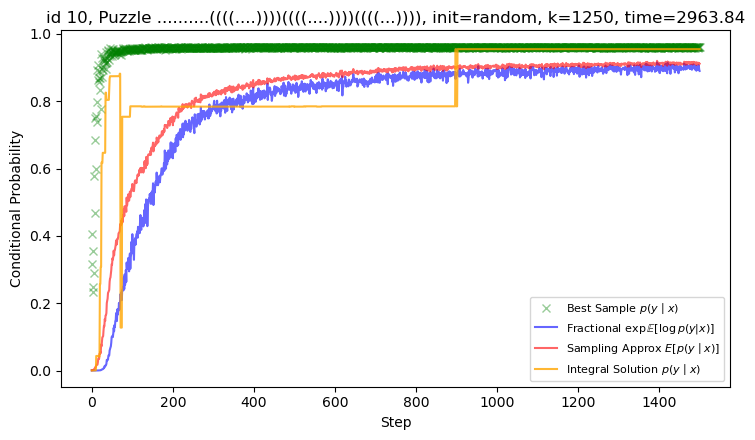 id 10, Puzzle ..........((((....))))((((....))))((((...)))), init=random, k=1250, time=2963.84
Conditional Probability
1.0
0.8
0.6
0.4
0.2
0.0
Best Sample p(y | x)
Fractional exp𝔼[log p(y|x)]
Sampling Approx E[p(y | x)]
Integral Solution p(y | x)
0 200 400 600 800 1000 1200 1400
Step